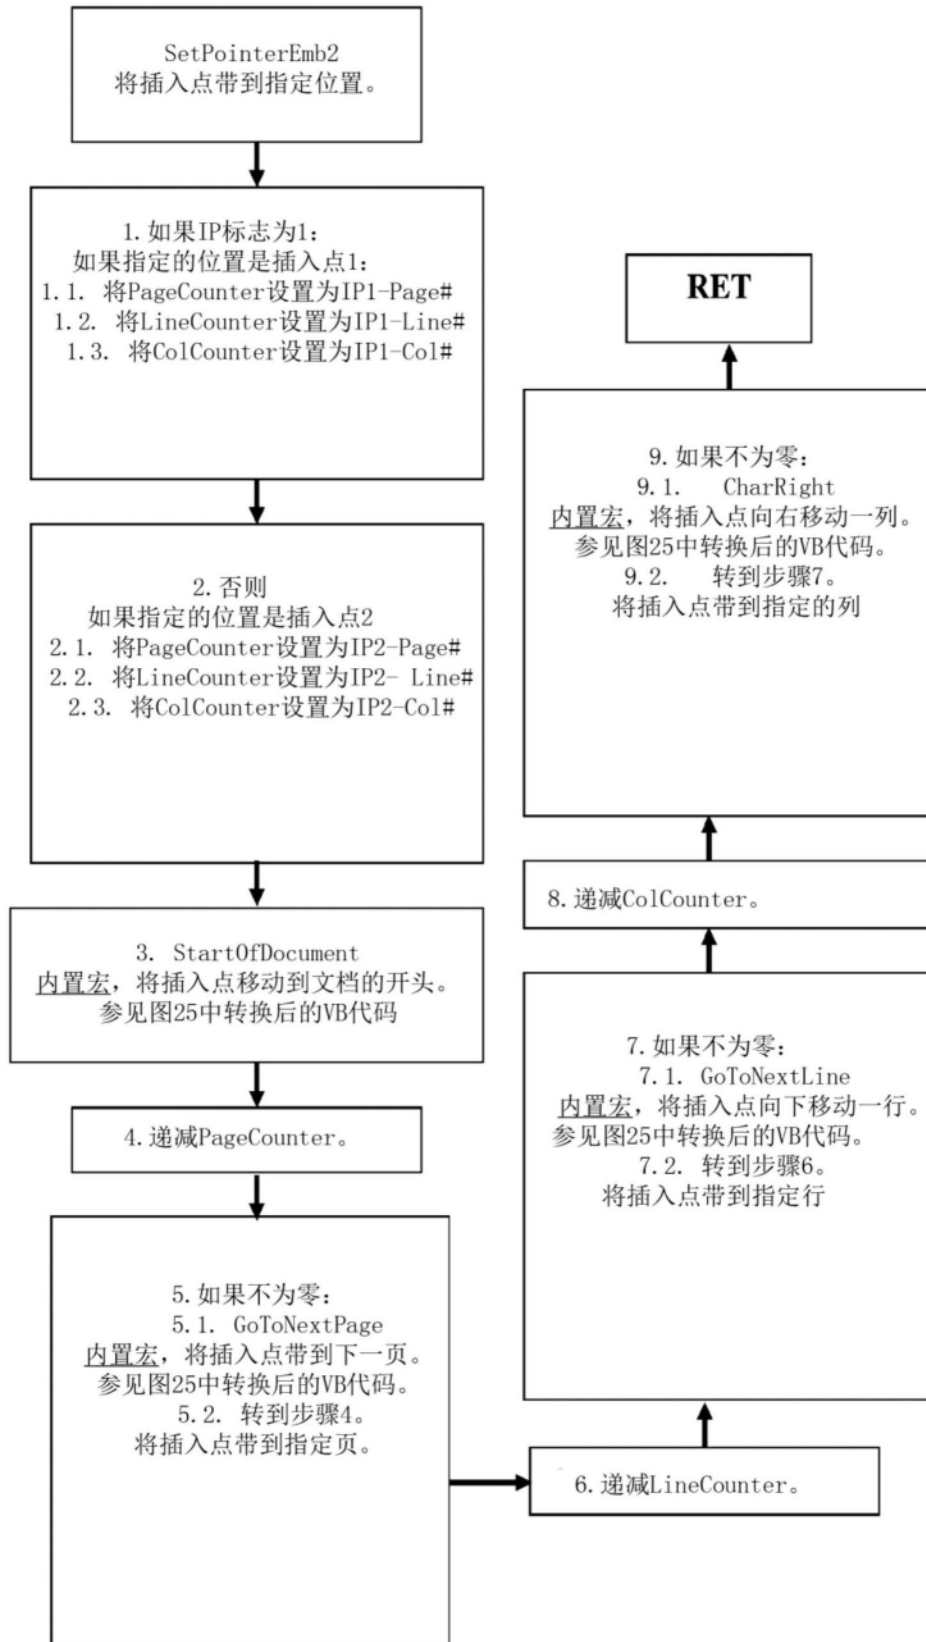 SetPointerEmb2
将插入点带到指定位置。
1.如果IP标志为1:
如果指定的位置是插入点1:
1.1. 将PageCounter设置为IP1-Page#
1.2. 将LineCounter设置为IP1-Line#
1.3. 将ColCounter设置为IP1-Col#
2.否则
如果指定的位置是插入点2
2.1. 将PageCounter设置为IP2-Page#
2.2. 将LineCounter设置为IP2- Line#
2.3. 将ColCounter设置为IP2-Col#
3. StartOfDocument
内置宏，将插入点移动到文档的开头。
参见图25中转换后的VB代码
4.递减PageCounter。
5.如果不为零:
5.1. GoToNextPage
内置宏，将插入点带到下一页。
参见图25中转换后的VB代码。
5.2. 转到步骤4。
将插入点带到指定页。
6.递减LineCounter。
7.如果不为零:
7.1. GoToNextLine
内置宏，将插入点向下移动一行。
参见图25中转换后的VB代码。
7.2. 转到步骤6。
将插入点带到指定行
8.递减ColCounter。
9.如果不为零:
9.1. CharRight
内置宏，将插入点向右移动一列。
参见图25中转换后的VB代码。
9.2. 转到步骤7。
将插入点带到指定的列
RET